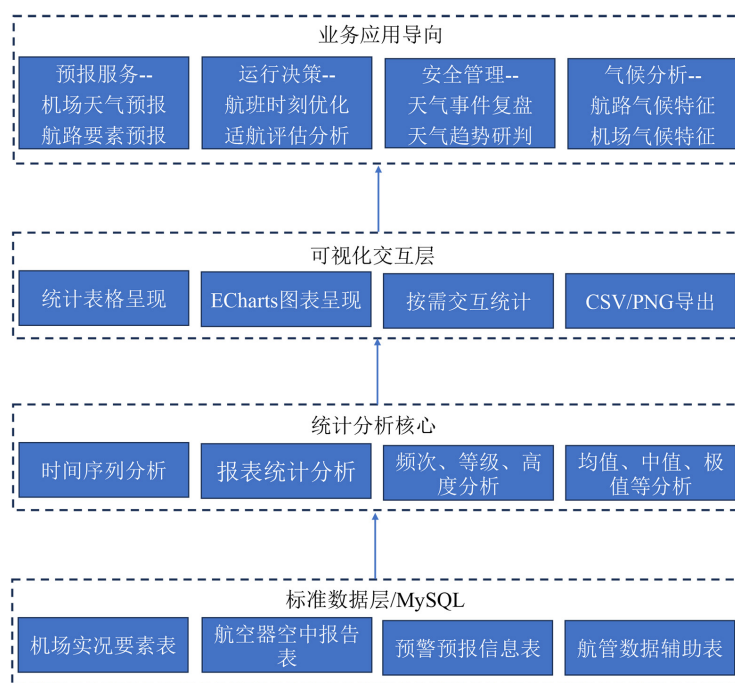 业务应用导向
预报服务--
机场天气预报
航路要素预报
运行决策--
航班时刻优化
适航评估分析
安全管理--
天气事件复盘
天气趋势研判
气候分析--
航路气候特征
机场气候特征
可视化交互层
统计表格呈现
ECharts图表呈现
按需交互统计
CSV/PNG导出
统计分析核心
时间序列分析
报表统计分析
频次、等级、高
度分析
均值、中值、极
值等分析
标准数据层/MySQL
机场实况要素表
航空器空中报告
表
预警预报信息表
航管数据辅助表